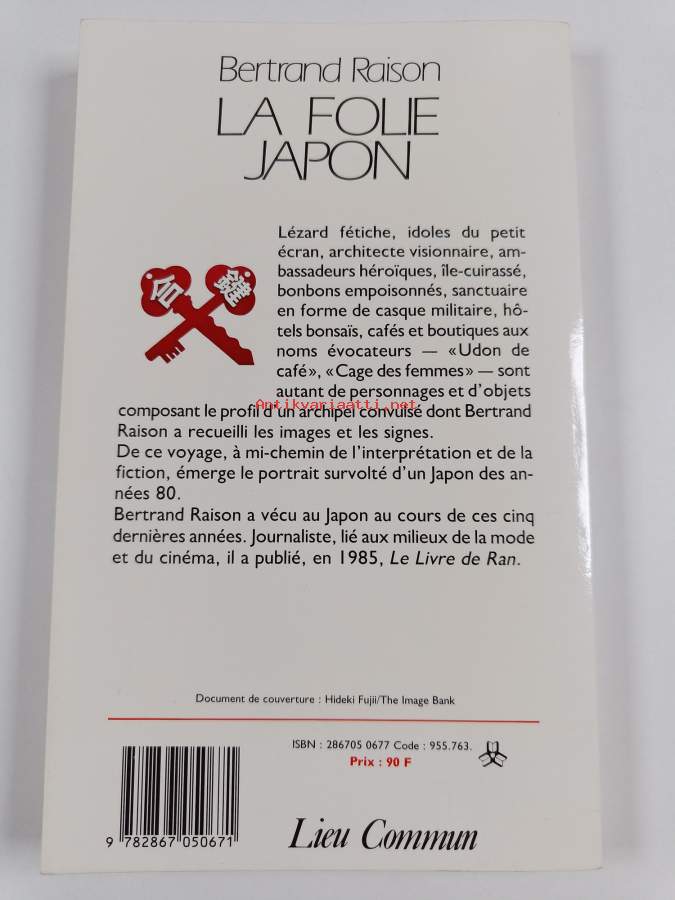 Bertrand Raison
LA FOLIE
JAPON
Lézard fétiche, idoles du petit
écran, architecte visionnaire, am-
bassadeurs héroïques, île-cuirassé,
bonbons empoisonnés, sanctuaire
en forme de casque militaire, hô-
tels bonsaïs, cafés et boutiques aux
noms évocateurs — «Udon de
café», «Cage des femmes» — sont
autant de personnages et d'objets
composant le profil d'un archipel convulsé dont Bertrand
Raison a recueilli les images et les signes.
De ce voyage, à mi-chemin de l'interprétation et de la
fiction, émerge le portrait survolté d'un Japon des an-
nées 80.
Bertrand Raison a vécu au Japon au cours de ces cinq
dernières années. Journaliste, lié aux milieux de la mode
et du cinéma, il a publié, en 1985, Le Livre de Ran.
合鍵
Antikvariaatti.net
Document de couverture : Hideki Fujii/The Image Bank
ISBN : 286705 0677 Code : 955.763.
Prix : 90 F
9 782867 050671
Lieu Commun